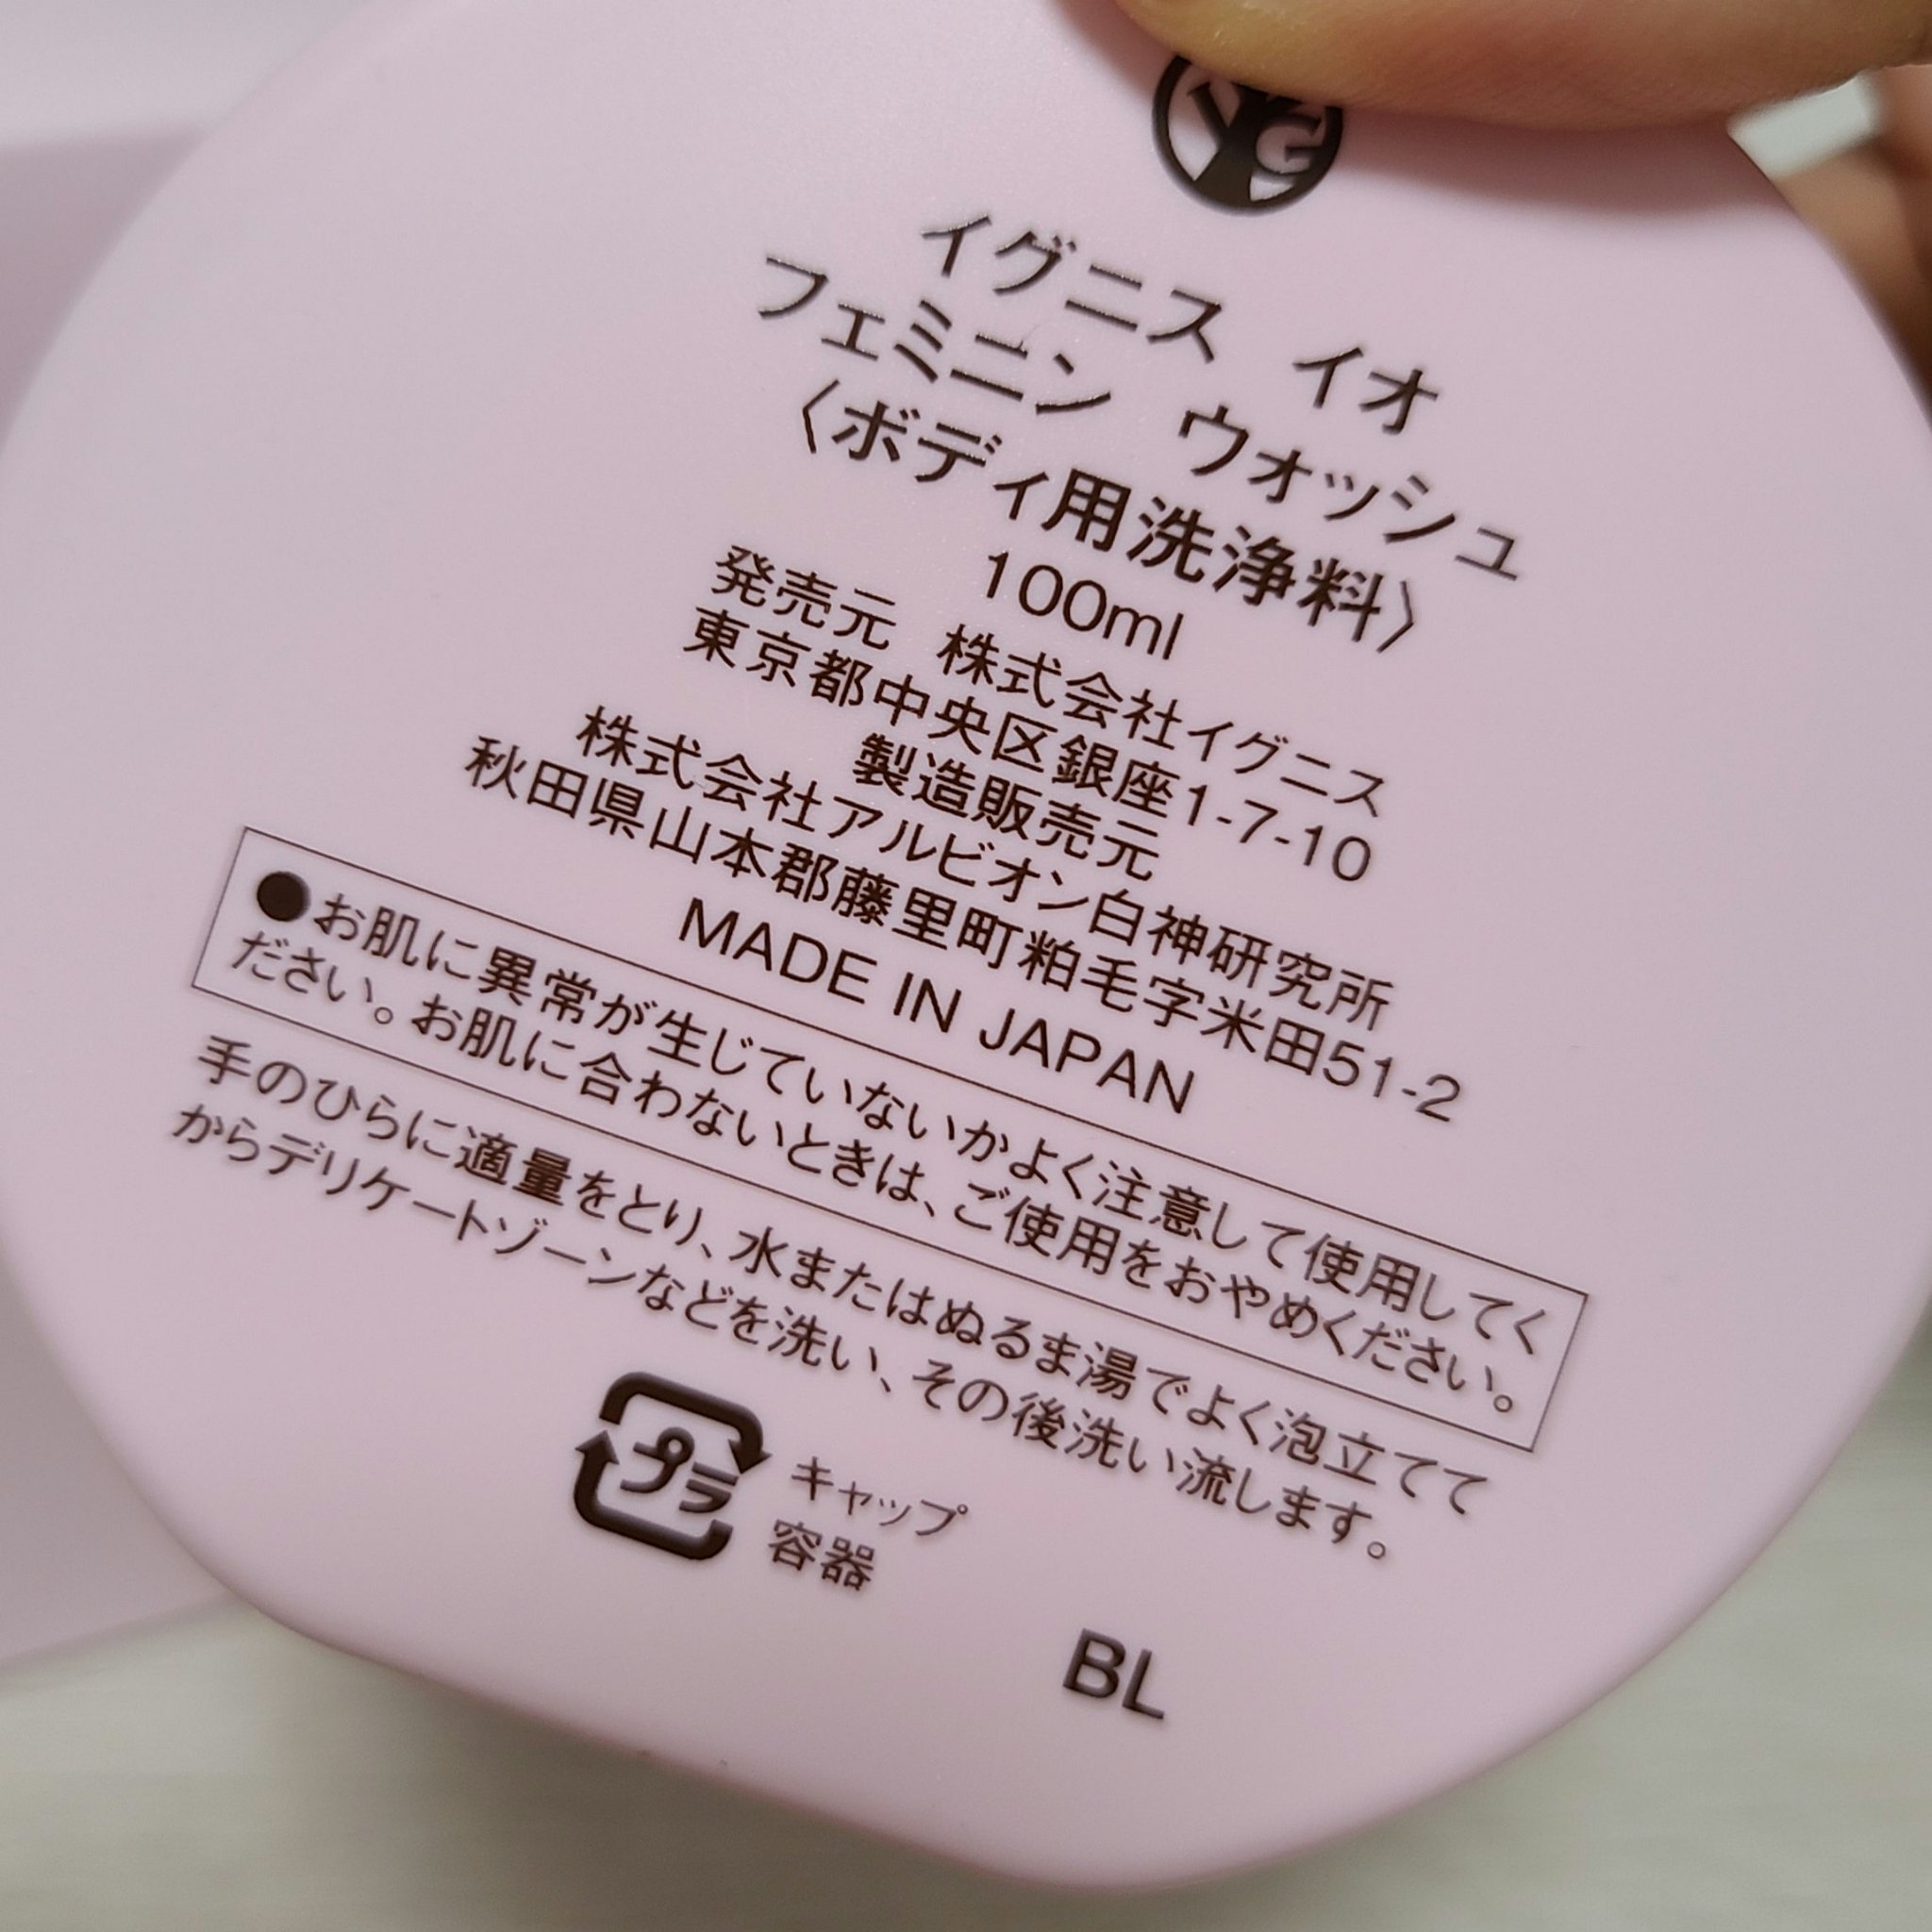 IG
イグニス イオ
フェミニン ウォッシュ
〈ボディ用洗浄料〉
100ml
発売元 株式会社イグニス
東京都中央区銀座1-7-10
製造販売元
株式会社アルビオン白神研究所
秋田県山本郡藤里町粕毛字米田51-2
MADE IN JAPAN
●お肌に異常が生じていないかよく注意して使用してく
ださい。お肌に合わないときは、ご使用をおやめください。
手のひらに適量をとり、水またはぬるま湯でよく泡立てて
からデリケートゾーンなどを洗い、その後洗い流します。
プラ
キャップ
容器
BL